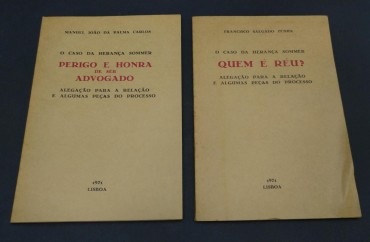 MANUEL JOÃO DA PALMA CARLOS
O CASO DA HERANÇA SOMMER
PERIGO E HONRA
DE SER
ADVOGADO
ALEGAÇÃO PARA A RELAÇÃO
E ALGUMAS PEÇAS DO PROCESSO
LISBOA
FRANCISCO SALGADO ZENHA
O CASO DA HERANÇA SOMMER
QUEM É RÉU?
ALEGAÇÃO PARA A RELAÇÃO
E ALGUMAS PEÇAS DO PROCESSO
LISBOA